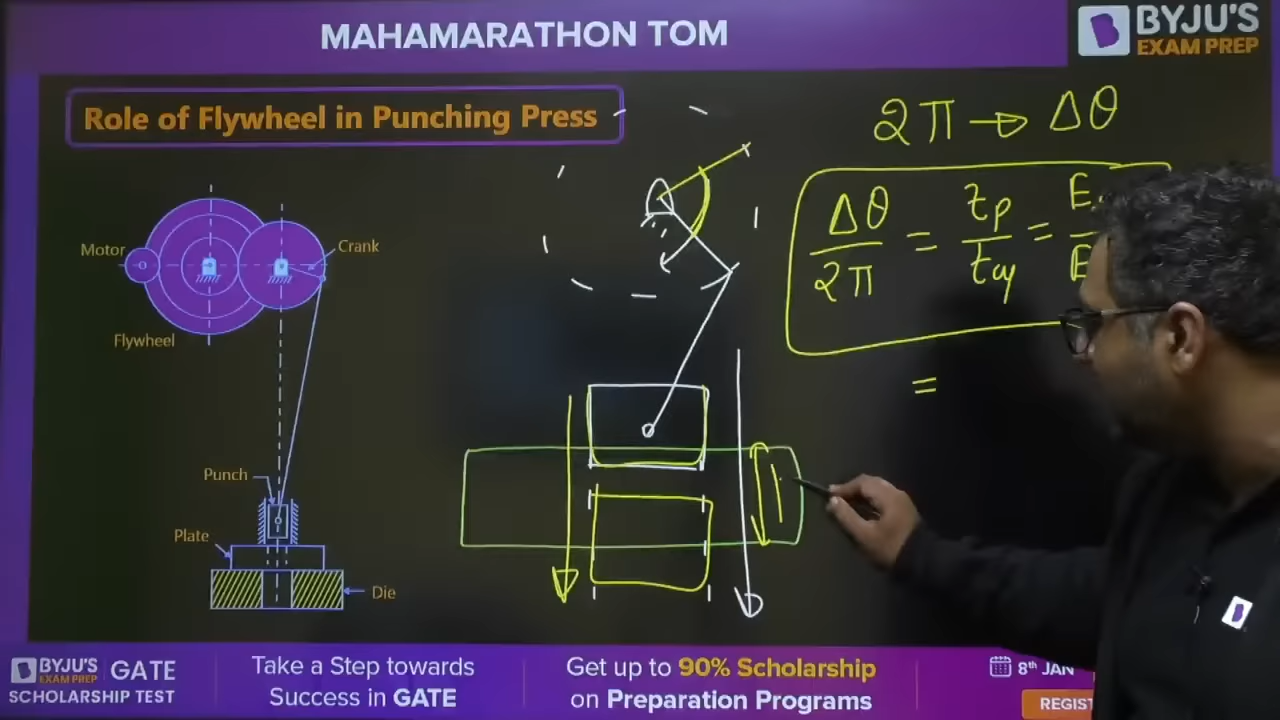 MAHAMARATHON TOM
BYJU'S
EXAM PREP
Role of Flywheel in Punching Press
2π → Δθ
Δθ/2π = tp/tcy =
=
Motor
Crank
Flywheel
Punch
Plate
Die
BYJU'S
EXAM PREP
GATE
SCHOLARSHIP TEST
Take a Step towards
Success in GATE
Get up to 90% Scholarship
on Preparation Programs
8th JAN